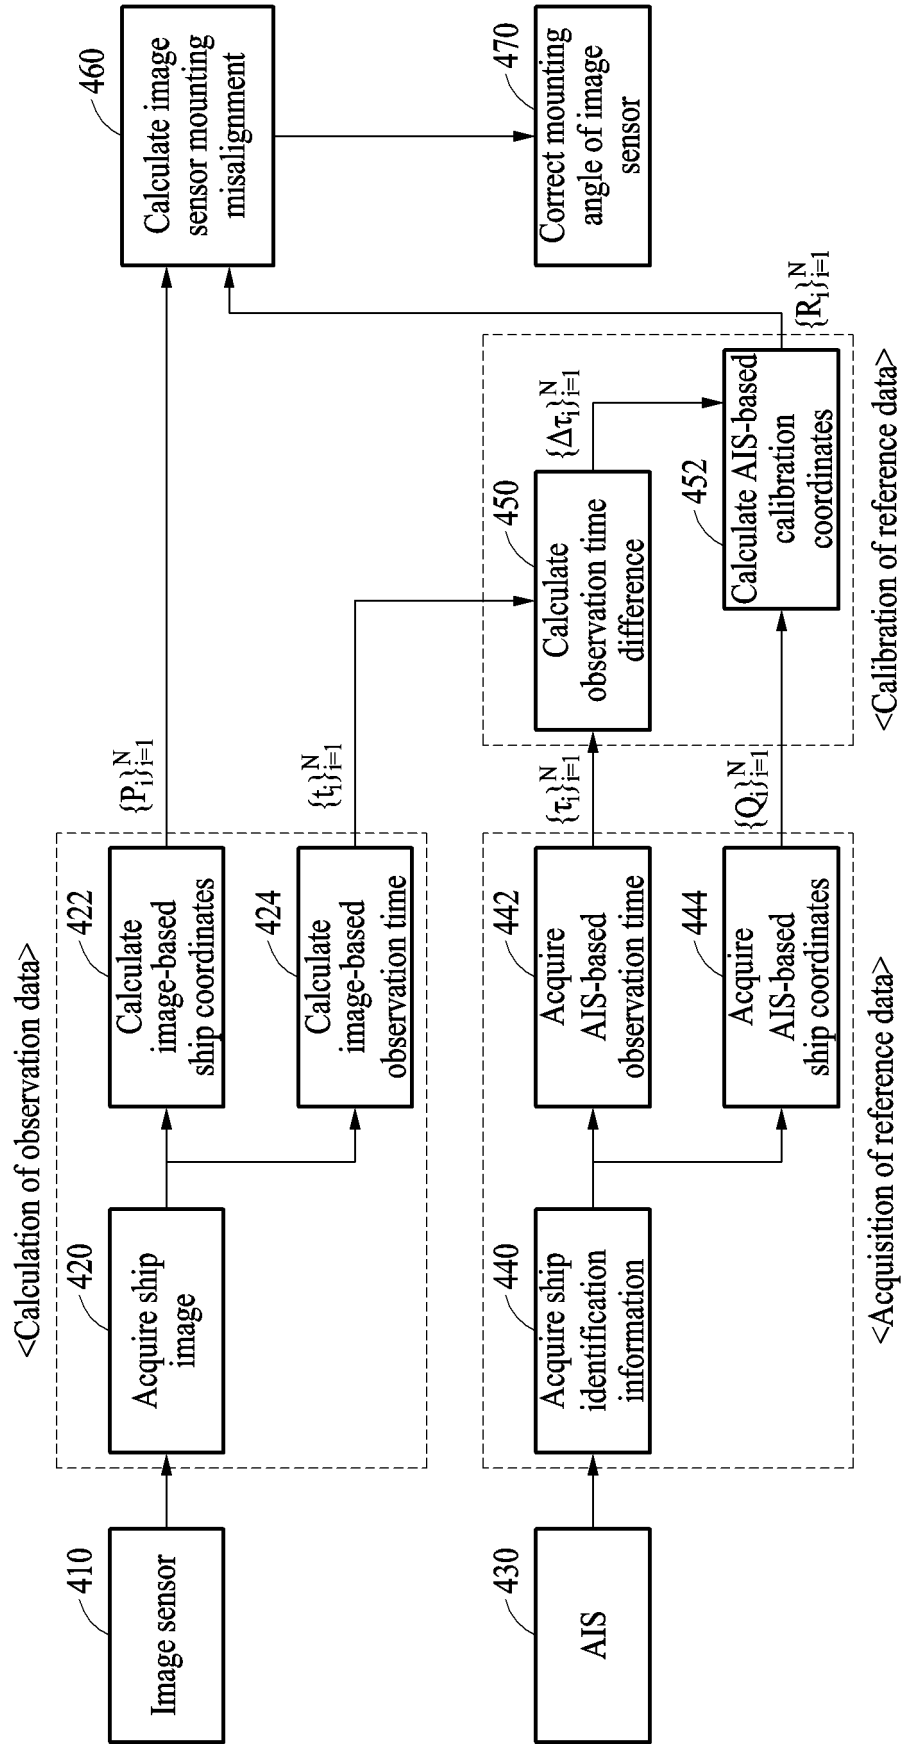 <Calculation of observation data>
410
Image sensor
420
Acquire ship
image
422
Calculate
image-based
ship coordinates
{P_i}_{i=1}^N
424
Calculate
image-based
observation time
{t_i}_{i=1}^N
460
Calculate image
sensor mounting
misalignment
470
Correct mounting
angle of image
sensor
430
AIS
440
Acquire ship
identification
information
442
Acquire
AIS-based
observation time
{τ_i}_{i=1}^N
444
Acquire
AIS-based
ship coordinates
{Q_i}_{i=1}^N
<Acquisition of reference data>
450
Calculate
observation time
difference
{Δτ_i}_{i=1}^N
452
Calculate AIS-based
calibration
coordinates
{R_i}_{i=1}^N
<Calibration of reference data>